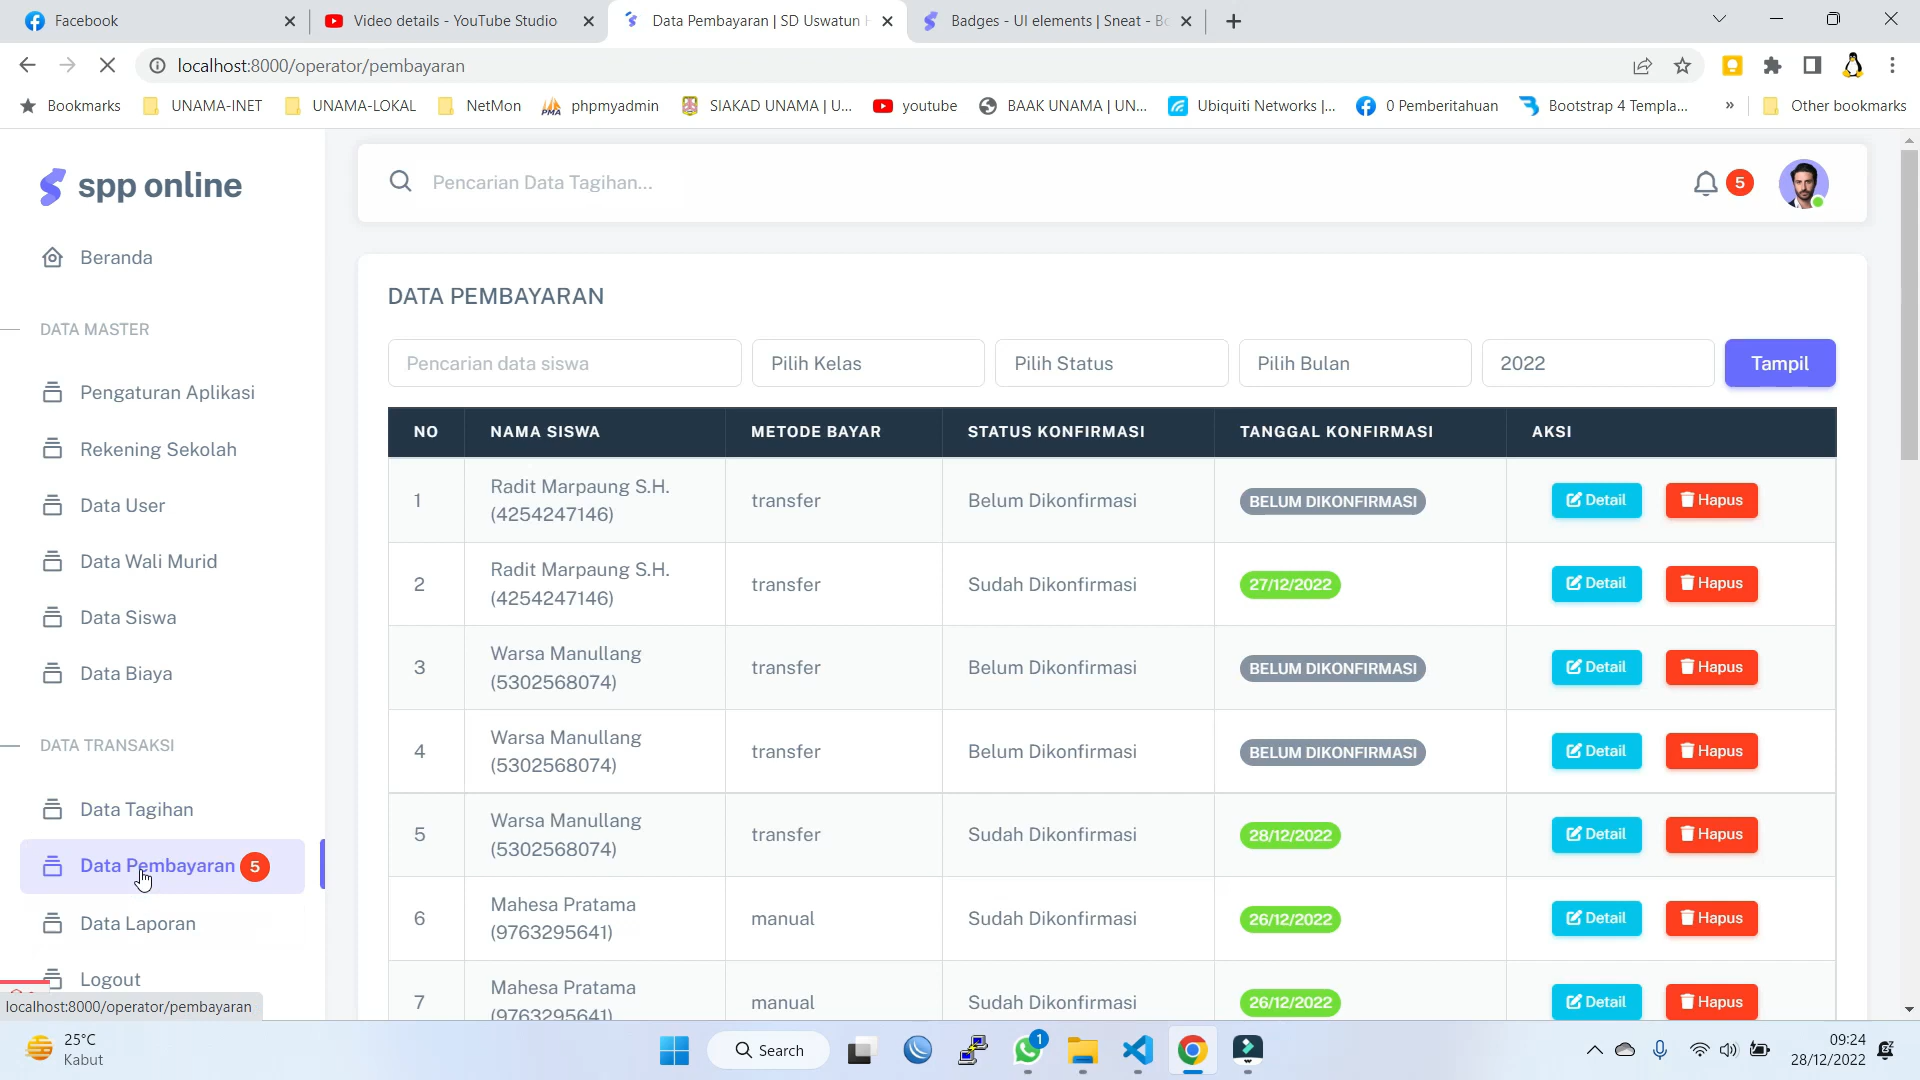 Facebook
Video details - YouTube Studio
Data Pembayaran | SD Uswatun H
Badges - UI elements | Sneat - Bo
localhost:8000/operator/pembayaran
Bookmarks
UNAMA-INET
UNAMA-LOKAL
NetMon
phpmyadmin
SIAKAD UNAMA | U...
youtube
BAAK UNAMA | UN...
Ubiquiti Networks |...
0 Pemberitahuan
Bootstrap 4 Templa...
»
Other bookmarks
spp online
Pencarian Data Tagihan...
5
Beranda
DATA MASTER
Pengaturan Aplikasi
Rekening Sekolah
Data User
Data Wali Murid
Data Siswa
Data Biaya
DATA TRANSAKSI
Data Tagihan
Data Pembayaran 5
Data Laporan
Logout
localhost:8000/operator/pembayaran
DATA PEMBAYARAN
Pencarian data siswa
Pilih Kelas
Pilih Status
Pilih Bulan
2022
Tampil
NO NAMA SISWA METODE BAYAR STATUS KONFIRMASI TANGGAL KONFIRMASI AKSI
1 Radit Marpaung S.H. (4254247146) transfer Belum Dikonfirmasi BELUM DIKONFIRMASI Detail Hapus
2 Radit Marpaung S.H. (4254247146) transfer Sudah Dikonfirmasi 27/12/2022 Detail Hapus
3 Warsa Manullang (5302568074) transfer Belum Dikonfirmasi BELUM DIKONFIRMASI Detail Hapus
4 Warsa Manullang (5302568074) transfer Belum Dikonfirmasi BELUM DIKONFIRMASI Detail Hapus
5 Warsa Manullang (5302568074) transfer Sudah Dikonfirmasi 28/12/2022 Detail Hapus
6 Mahesa Pratama (9763295641) manual Sudah Dikonfirmasi 26/12/2022 Detail Hapus
7 Mahesa Pratama (9763295641) manual Sudah Dikonfirmasi 26/12/2022 Detail Hapus
25°C
Kabut
Search
1
09:24
28/12/2022